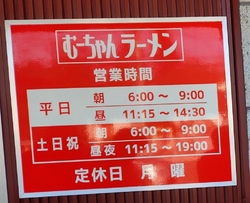 むーちゃんラーメン
営業時間
平日 朝 6:00～ 9:00
昼 11:15～14:30
土日祝 朝 6:00～ 9:00
昼夜 11:15～19:00
定休日 月 曜